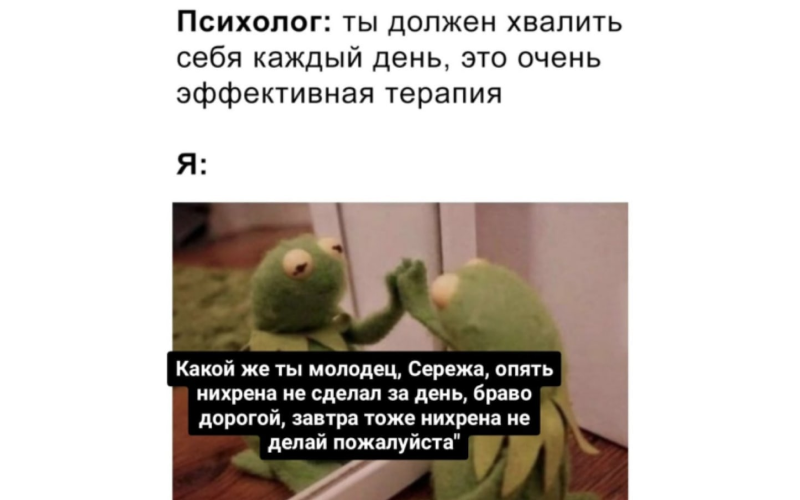 Психолог: ты должен хвалить
себя каждый день, это очень
эффективная терапия
Я:
Какой же ты молодец, Сережа, опять
нихрена не сделал за день, браво
дорогой, завтра тоже нихрена не
делай пожалуйста"